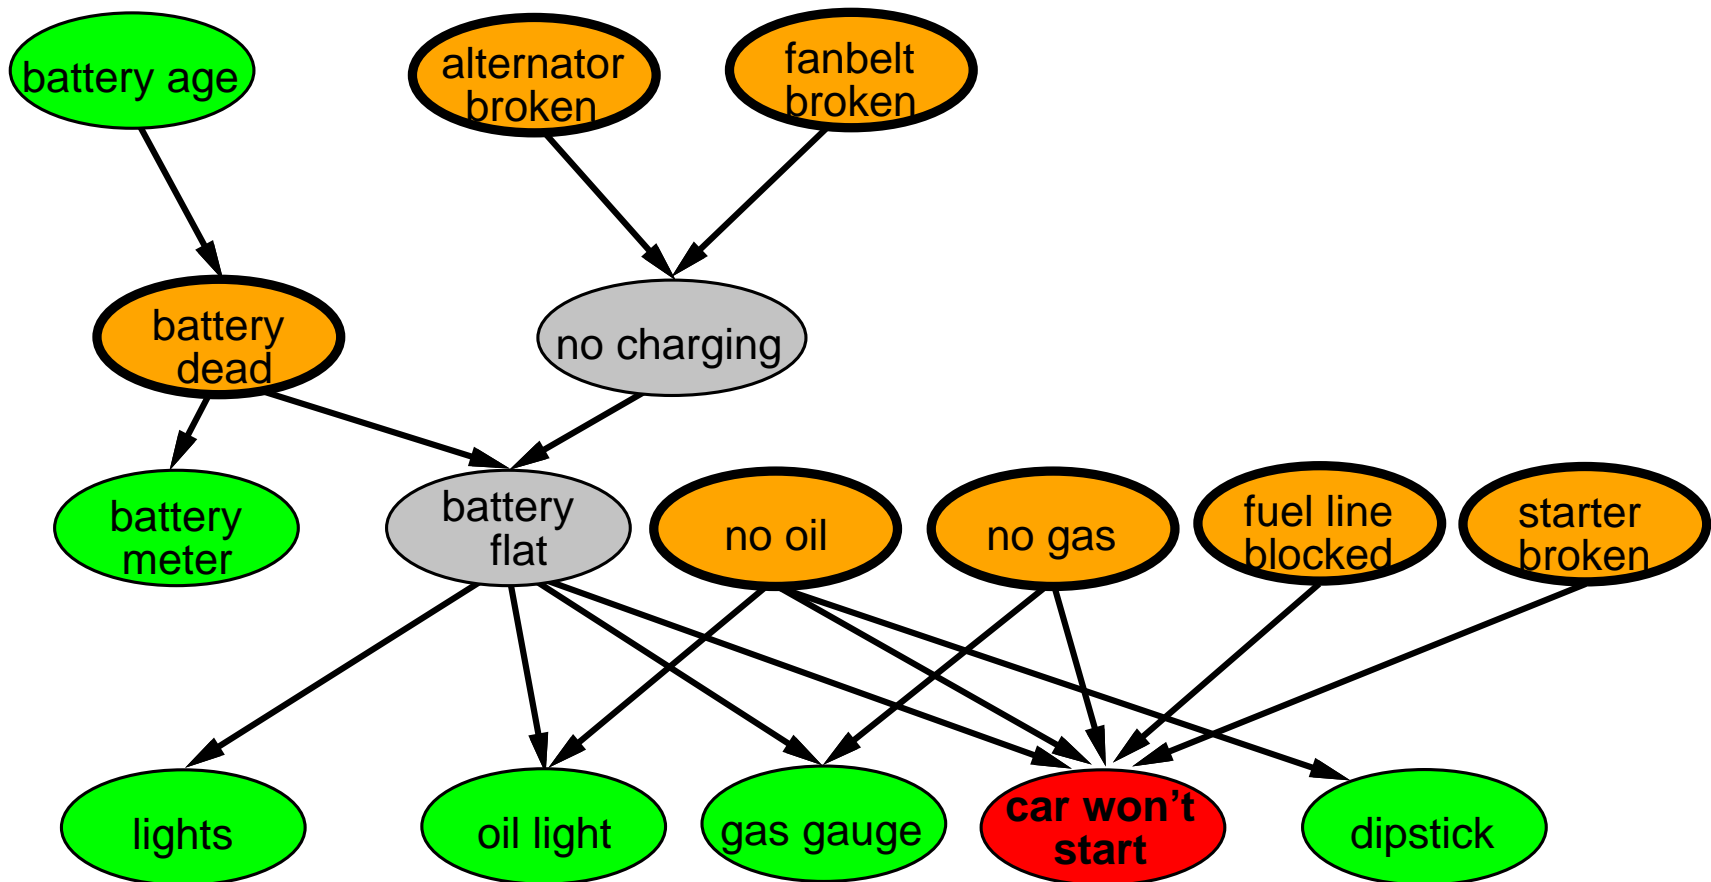 battery age
alternator
broken
fanbelt
broken
battery
dead
no charging
battery
meter
battery
flat
no oil
no gas
fuel line
blocked
starter
broken
lights
oil light
gas gauge
car won't
start
dipstick